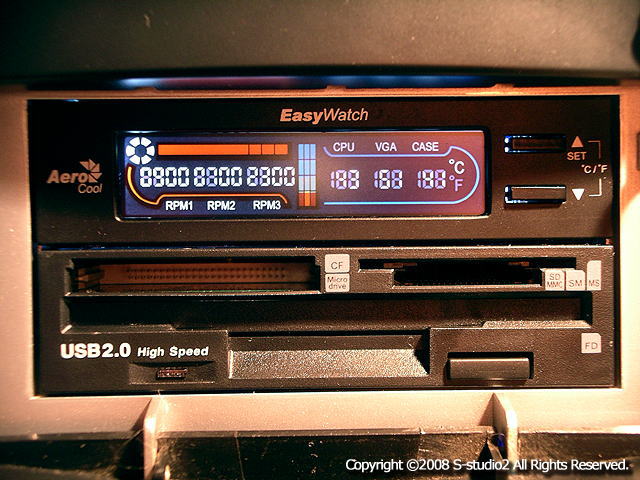 EasyWatch
Aero
Cool
8800 8800 8800
RPM1 RPM2 RPM3
CPU VGA CASE
188 188 188
°C
°F
SET
°C/°F
CF
Micro
drive
SD
MMC
SM
MS
USB2.0 High Speed
FD
Copyright ©2008 S-studio2 All Rights Reserved.